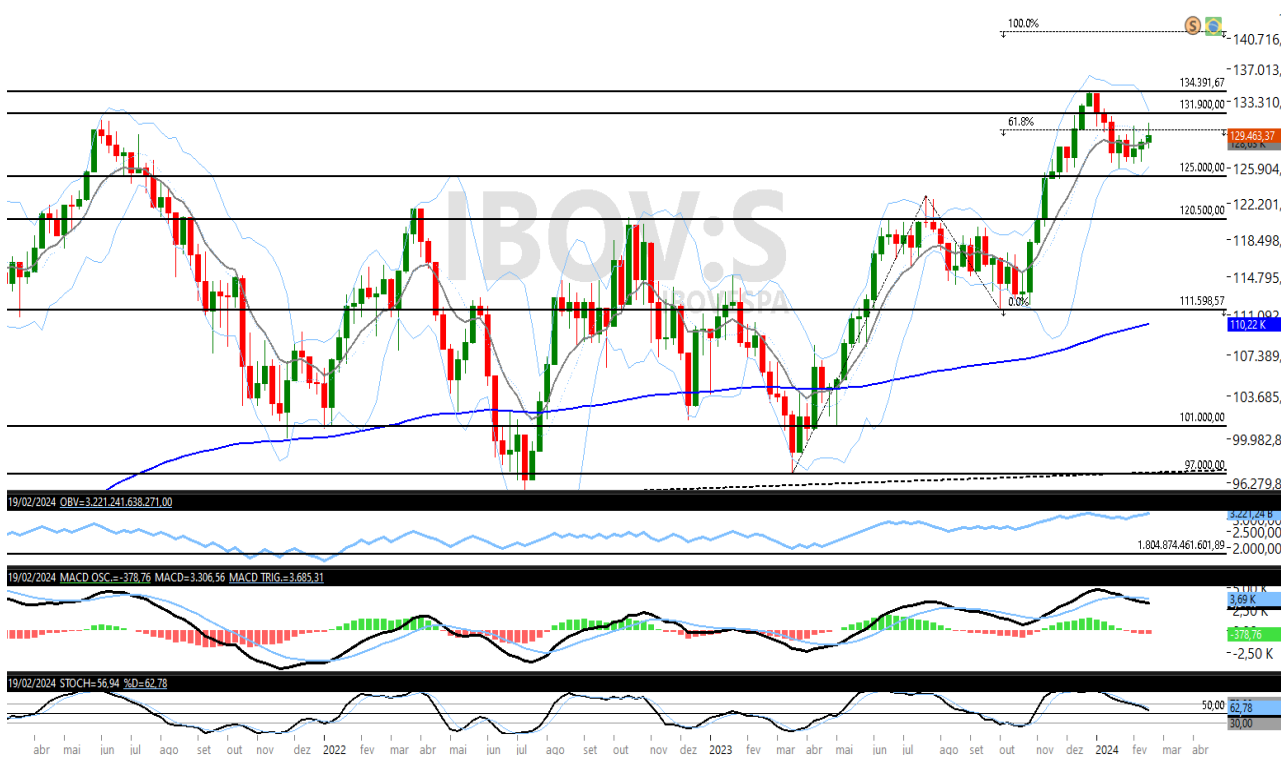 100.0%
S
140.716,
137.013,
134.391,67
133.310,
131.900,00
61.8%
129.463,37
125.904,
125.000,00
122.201,
120.500,00
IBOV:S
IBOVESPA
118.498,
114.795,
0.0%
111.598,57
111.092
110,22 K
107.389,
103.685,
101.000,00
99.982,8
97.000,00
96.279,8
19/02/2024 OBV=3.221.241.638.271,00
3.221,24 B
2.500,00
1.804.874.461.601,89
2.000,00
19/02/2024 MACD OSC.=-378,76 MACD=3.306,56 MACD TRIG.=3.685,31
3,69 K
2,50 K
-378,76
-2,50 K
19/02/2024 STOCH=56,94 %D=62,78
50,00
62,78
30,00
abr mai jun jul ago set out nov dez 2022 fev mar abr mai jun jul ago set out nov dez 2023 fev mar abr mai jun jul ago set out nov dez 2024 fev mar abr